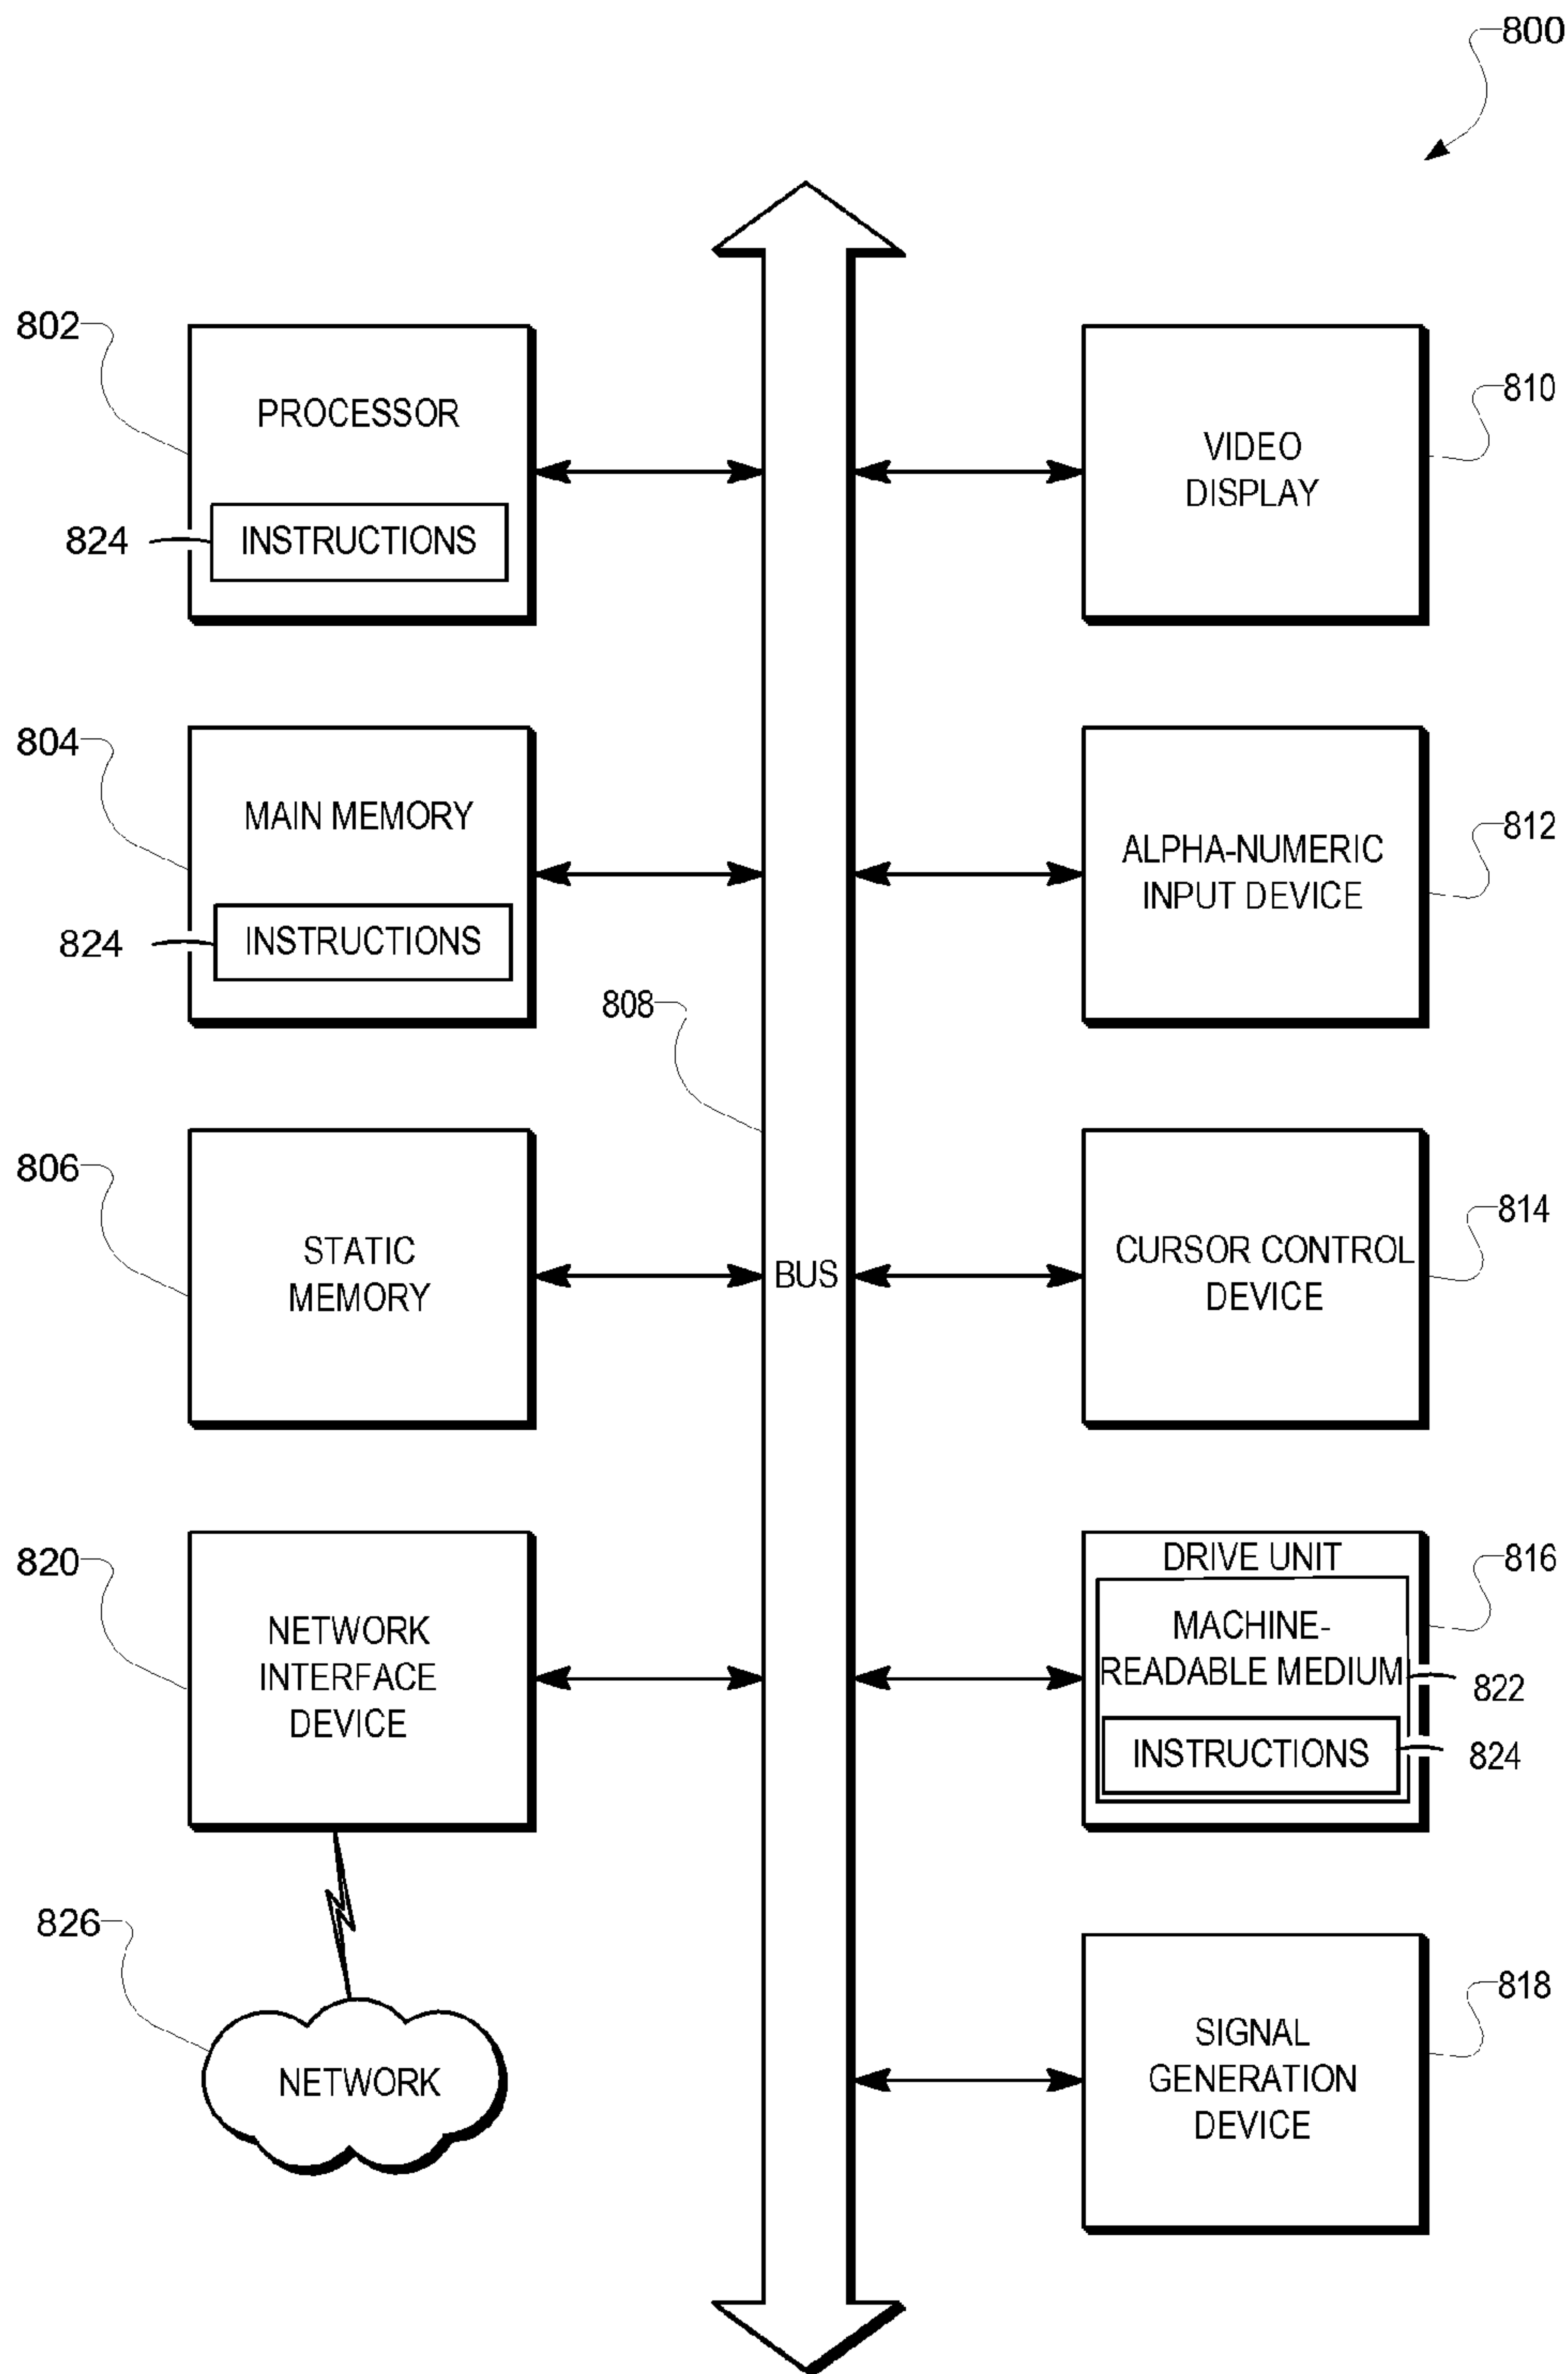 800
802
PROCESSOR
824
INSTRUCTIONS
810
VIDEO
DISPLAY
804
MAIN MEMORY
824
INSTRUCTIONS
812
ALPHA-NUMERIC
INPUT DEVICE
808
BUS
806
STATIC
MEMORY
814
CURSOR CONTROL
DEVICE
820
NETWORK
INTERFACE
DEVICE
816
DRIVE UNIT
MACHINE-
READABLE MEDIUM
822
INSTRUCTIONS
824
826
NETWORK
818
SIGNAL
GENERATION
DEVICE